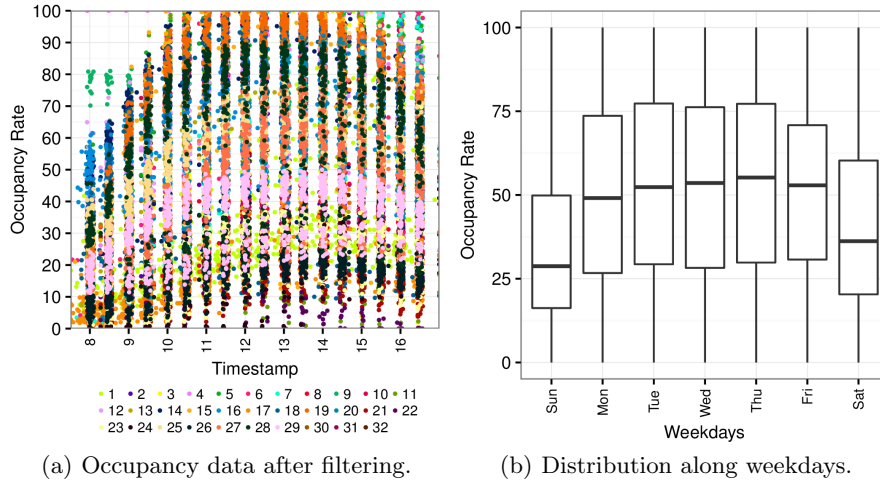 100
90
80
70
60
50
40
30
20
10
0
Occupancy Rate
8 9 10 11 12 13 14 15 16
Timestamp
1 2 3 4 5 6 7 8 9 10 11
12 13 14 15 16 17 18 19 20 21 22
23 24 25 26 27 28 29 30 31 32
(a) Occupancy data after filtering.
100
75
50
25
0
Occupancy Rate
Sun Mon Tue Wed Thu Fri Sat
Weekdays
(b) Distribution along weekdays.